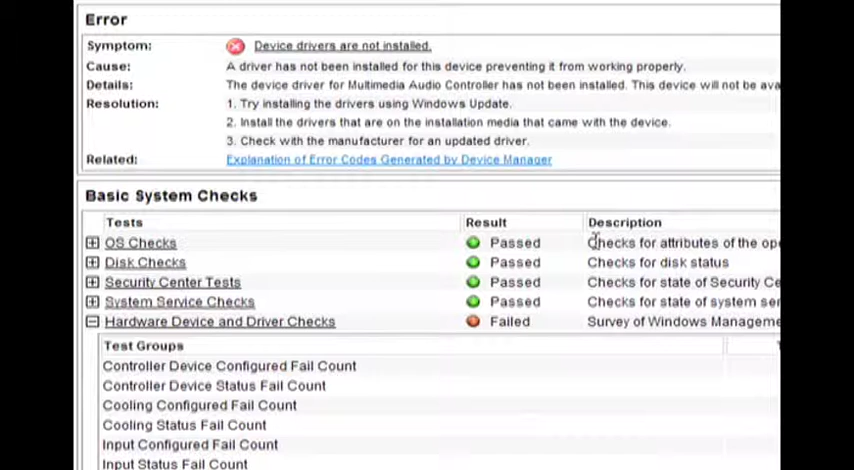 Error
Symptom: Device drivers are not installed.
Cause: A driver has not been installed for this device preventing it from working properly.
Details: The device driver for Multimedia Audio Controller has not been installed. This device will not be ava
Resolution: 1. Try installing the drivers using Windows Update.
2. Install the drivers that are on the installation media that came with the device.
3. Check with the manufacturer for an updated driver.
Related: Explanation of Error Codes Generated by Device Manager
Basic System Checks
Tests Result Description
OS Checks Passed Checks for attributes of the ope
Disk Checks Passed Checks for disk status
Security Center Tests Passed Checks for state of Security Ce
System Service Checks Passed Checks for state of system ser
Hardware Device and Driver Checks Failed Survey of Windows Manageme
Test Groups
Controller Device Configured Fail Count
Controller Device Status Fail Count
Cooling Configured Fail Count
Cooling Status Fail Count
Input Configured Fail Count
Input Status Fail Count